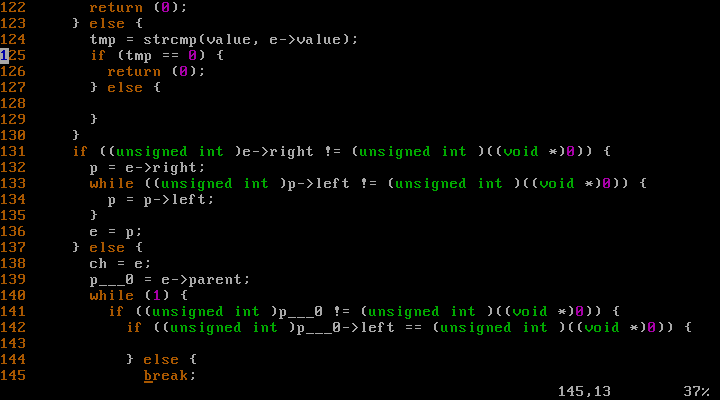 122       return (0);
123     } else {
124       tmp = strcmp(value, e->value);
125       if (tmp == 0) {
126         return (0);
127       } else {
128
129       }
130     }
131     if ((unsigned int )e->right != (unsigned int )((void *)0)) {
132       p = e->right;
133       while ((unsigned int )p->left != (unsigned int )((void *)0)) {
134         p = p->left;
135       }
136       e = p;
137     } else {
138       ch = e;
139       p___0 = e->parent;
140       while (1) {
141         if ((unsigned int )p___0 != (unsigned int )((void *)0)) {
142           if ((unsigned int )p___0->left == (unsigned int )((void *)0)) {
143
144           } else {
145             break;
145,13 37%